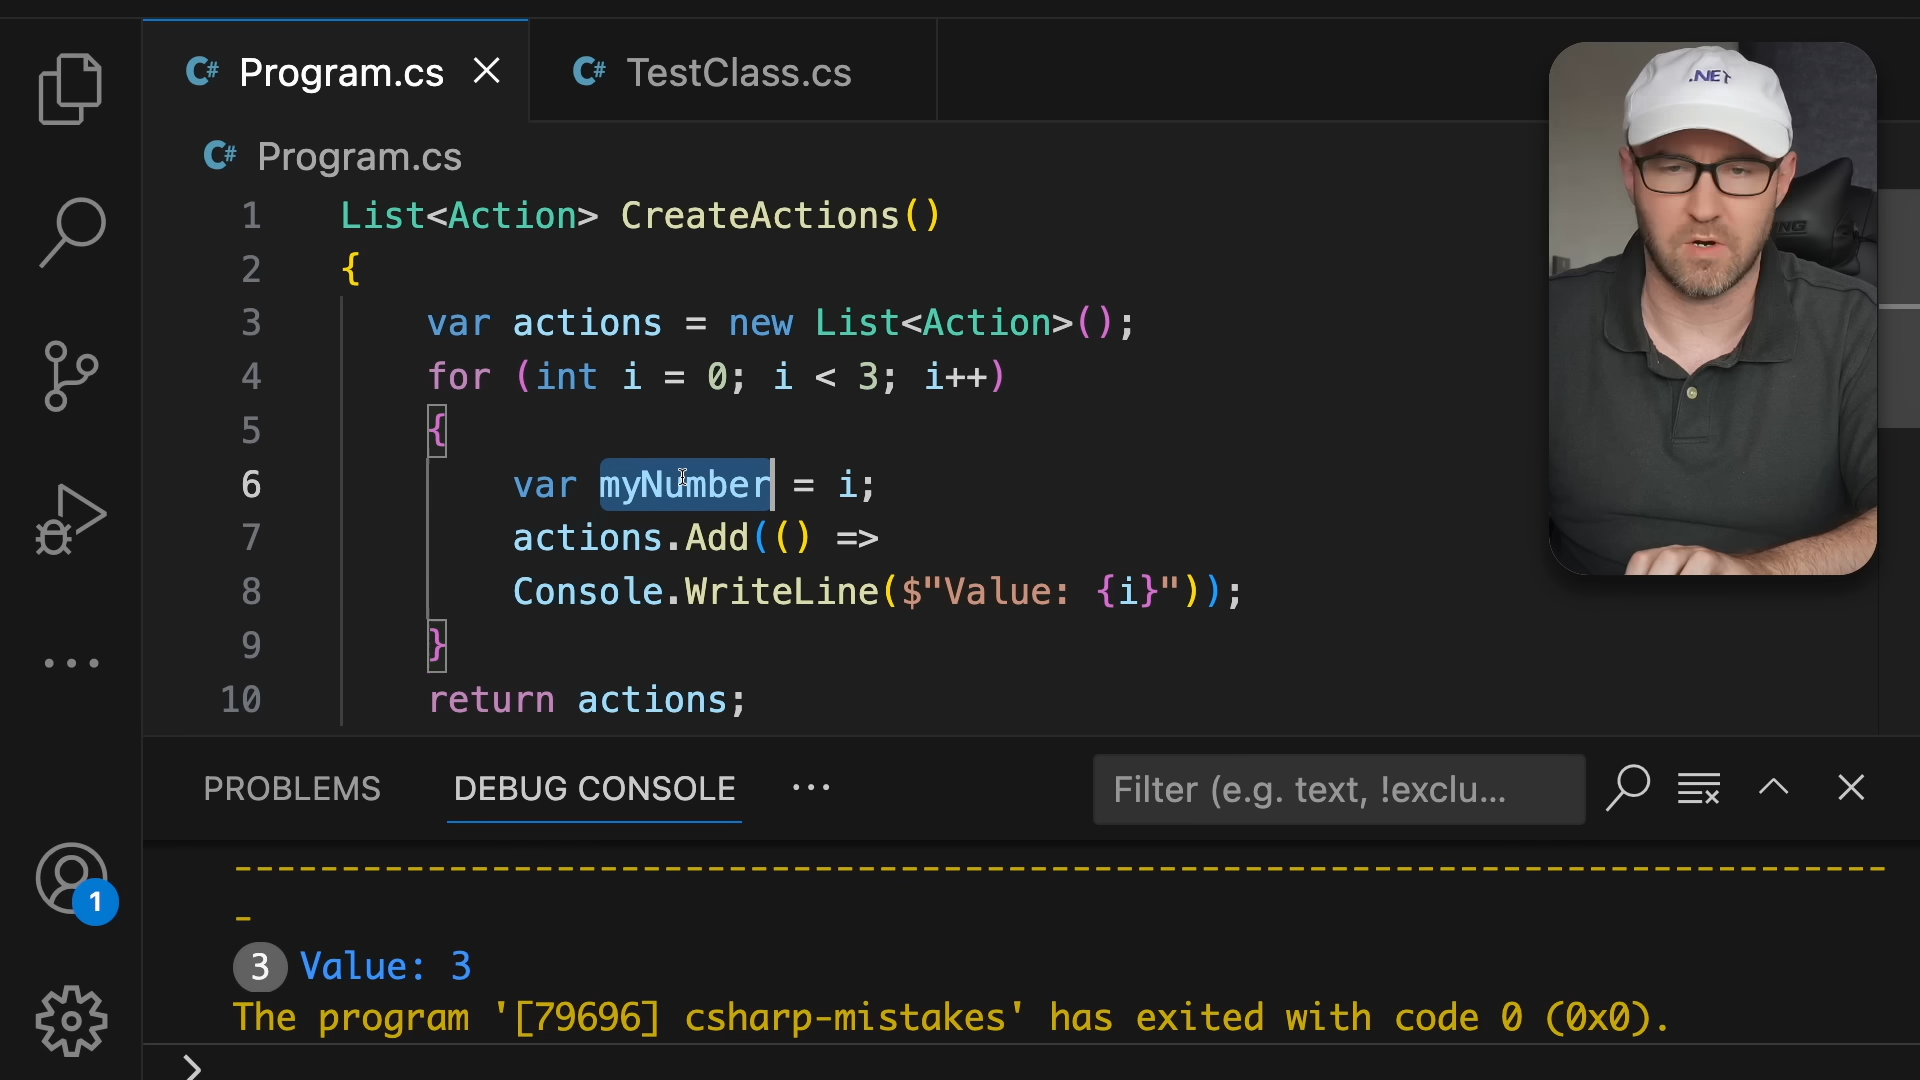 C# Program.cs
C# TestClass.cs
.NET
C# Program.cs
1 List<Action> CreateActions()
2 {
3 var actions = new List<Action>();
4 for (int i = 0; i < 3; i++)
5 {
6 var myNumber = i;
7 actions.Add(() =>
8 Console.WriteLine($"Value: {i}"));
9 }
10 return actions;
PROBLEMS DEBUG CONSOLE ··· Filter (e.g. text, !exclu...
--------------------------------------------------------------------------------
-
3 Value: 3
1
The program '[79696] csharp-mistakes' has exited with code 0 (0x0).
>